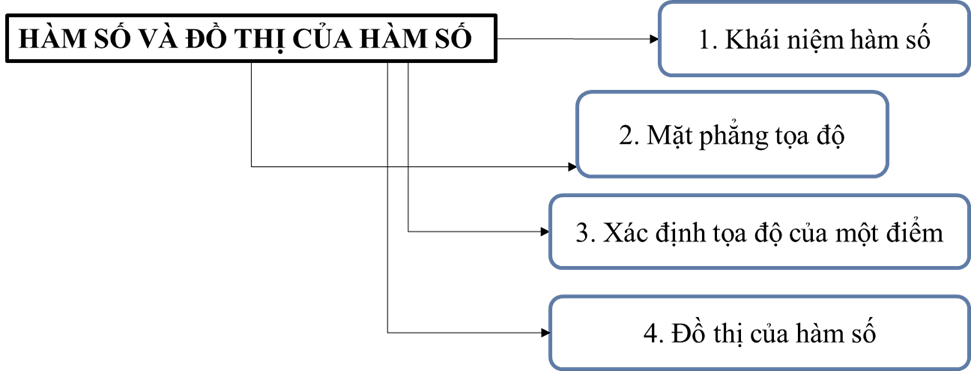 HÀM SỐ VÀ ĐỒ THỊ CỦA HÀM SỐ
1. Khái niệm hàm số
2. Mặt phẳng tọa độ
3. Xác định tọa độ của một điểm
4. Đồ thị của hàm số